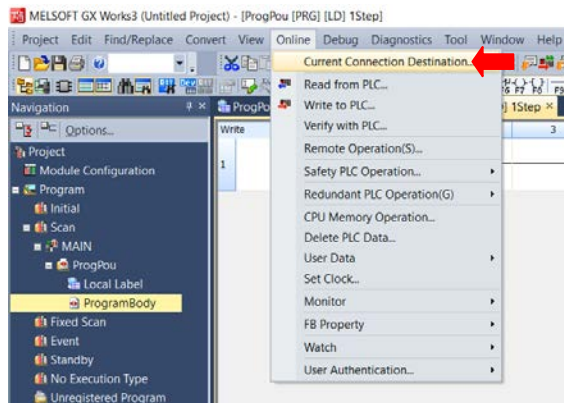 MELSOFT GX Works3 (Untitled Project) - [ProgPou [PRG] [LD] 1Step]
Project Edit Find/Replace Convert View Online Debug Diagnostics Tool Window Help
Navigation
Options...
Project
Module Configuration
Program
Initial
Scan
MAIN
ProgPou
Local Label
ProgramBody
Fixed Scan
Event
Standby
No Execution Type
Unregistered Program
ProgPo
1Step
Write
3
1
Current Connection Destination...
Read from PLC...
Write to PLC...
Verify with PLC...
Remote Operation(S)...
Safety PLC Operation...
Redundant PLC Operation(G)
CPU Memory Operation...
Delete PLC Data...
User Data
Set Clock...
Monitor
FB Property
Watch
User Authentication...